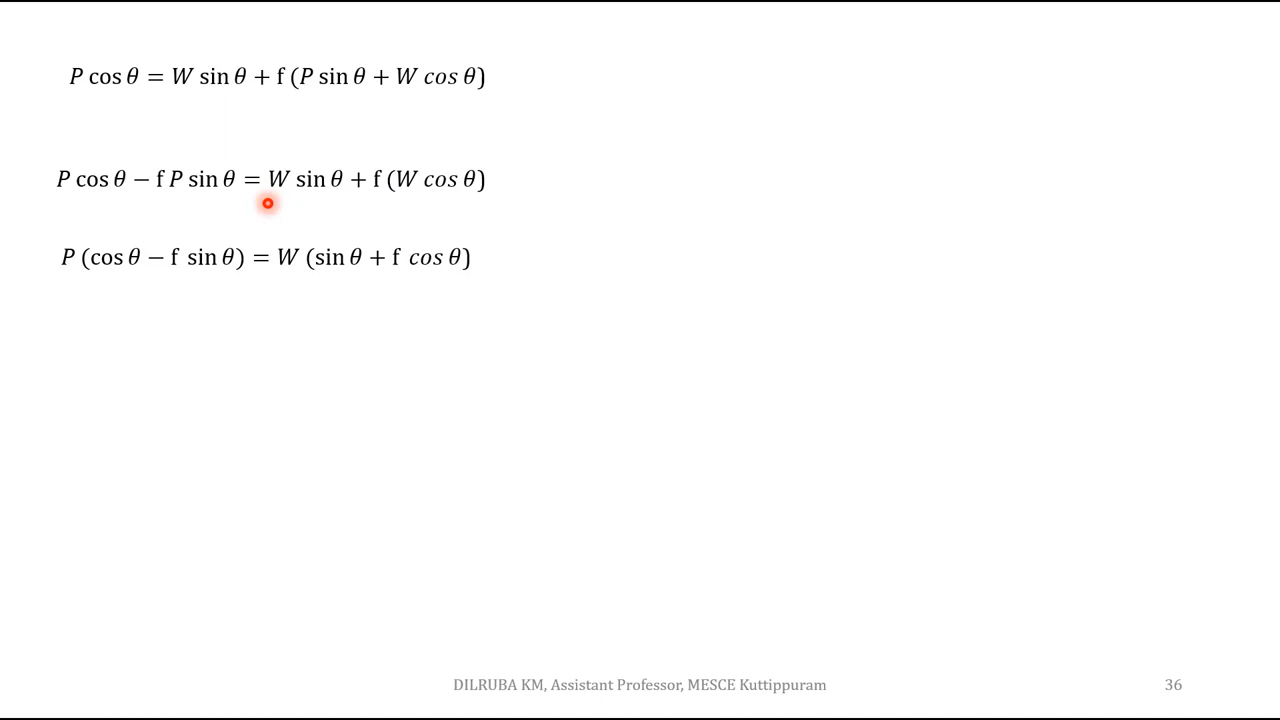 P cos θ = W sin θ + f (P sin θ + W cos θ)
P cos θ − f P sin θ = W sin θ + f (W cos θ)
P (cos θ − f sin θ) = W (sin θ + f cos θ)
DILRUBA KM, Assistant Professor, MESCE Kuttippuram 36